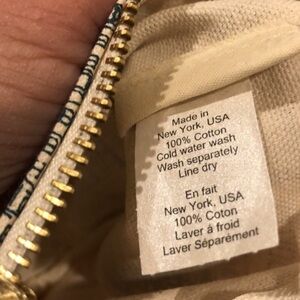 Made in
New York, USA
100% Cotton
Cold water
Wash separately
Line dry
En fait
New York, USA
100% Coton
Laver à froid
Laver Séparément